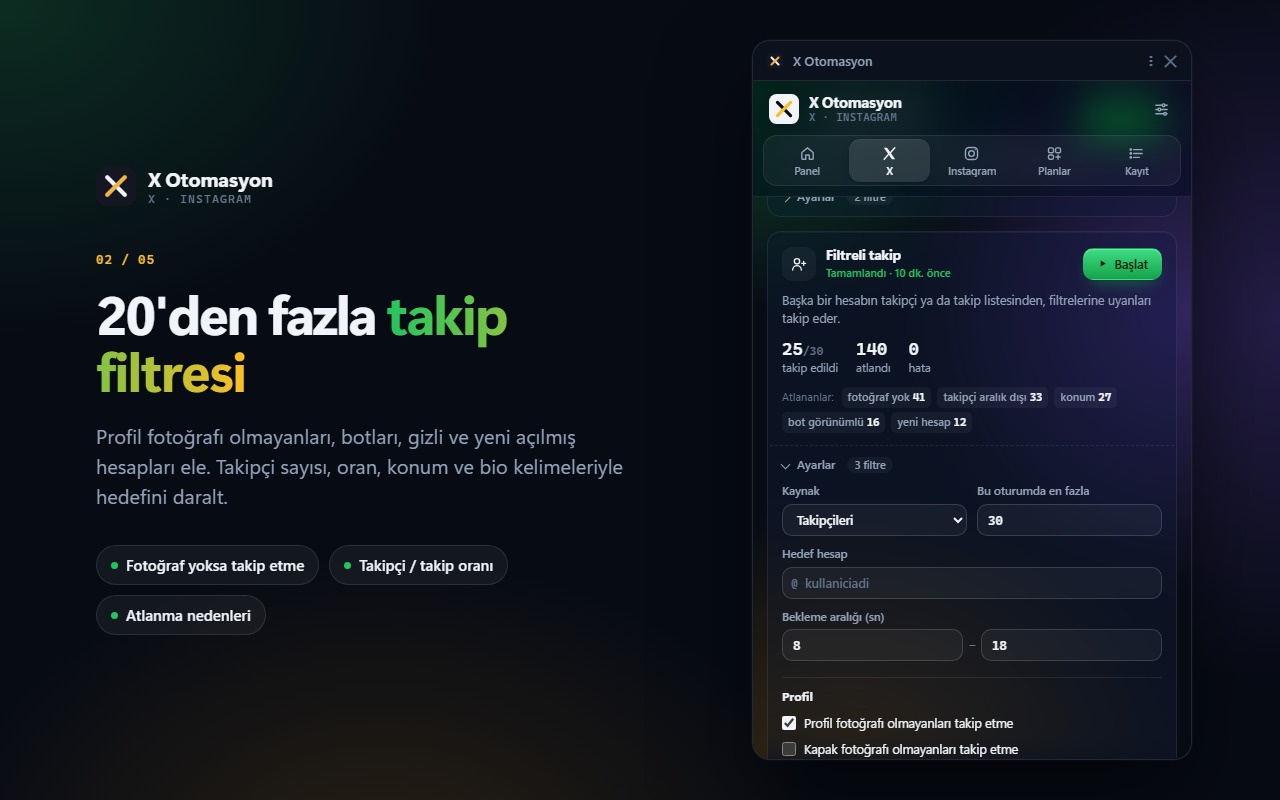 X Otomasyon
X · INSTAGRAM
02 / 05
20'den fazla takip
filtresi
Profil fotoğrafı olmayanları, botları, gizli ve yeni açılmış
hesapları ele. Takipçi sayısı, oran, konum ve bio kelimeleriyle
hedefini daralt.
Fotoğraf yoksa takip etme
Takipçi / takip oranı
Atlanma nedenleri
X Otomasyon
X Otomasyon
X · INSTAGRAM
Panel
X
Instagram
Planlar
Kayıt
Ayarlar 2 filtre
Filtreli takip
Tamamlandı · 10 dk. önce
Başlat
Başka bir hesabın takipçi ya da takip listesinden, filtrelerine uyanları
takip eder.
25/30 140 0
takip edildi atlandı hata
Atlananlar: fotoğraf yok 41 takipçi aralık dışı 33 konum 27
bot görünümlü 16 yeni hesap 12
Ayarlar 3 filtre
Kaynak Bu oturumda en fazla
Takipçileri 30
Hedef hesap
@ kullaniciadi
Bekleme aralığı (sn)
8 – 18
Profil
Profil fotoğrafı olmayanları takip etme
Kapak fotoğrafı olmayanları takip etme